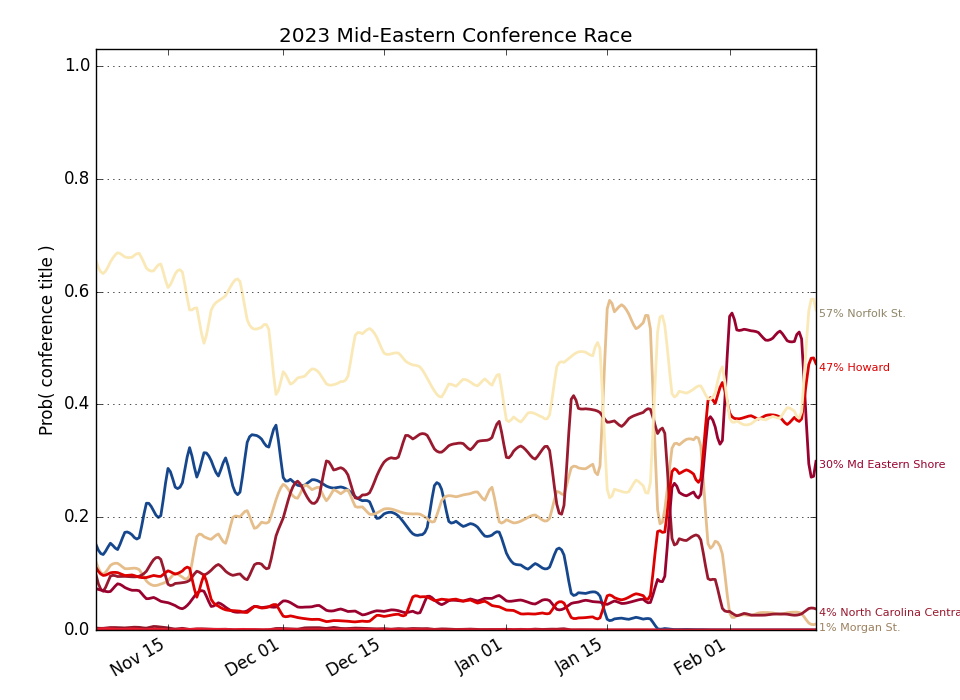 2023 Mid-Eastern Conference Race
Prob( conference title )
1.0
0.8
0.6
0.4
0.2
0.0
57% Norfolk St.
47% Howard
30% Md Eastern Shore
4% North Carolina Centra
1% Morgan St.
Nov 15
Dec 01
Dec 15
Jan 01
Jan 15
Feb 01